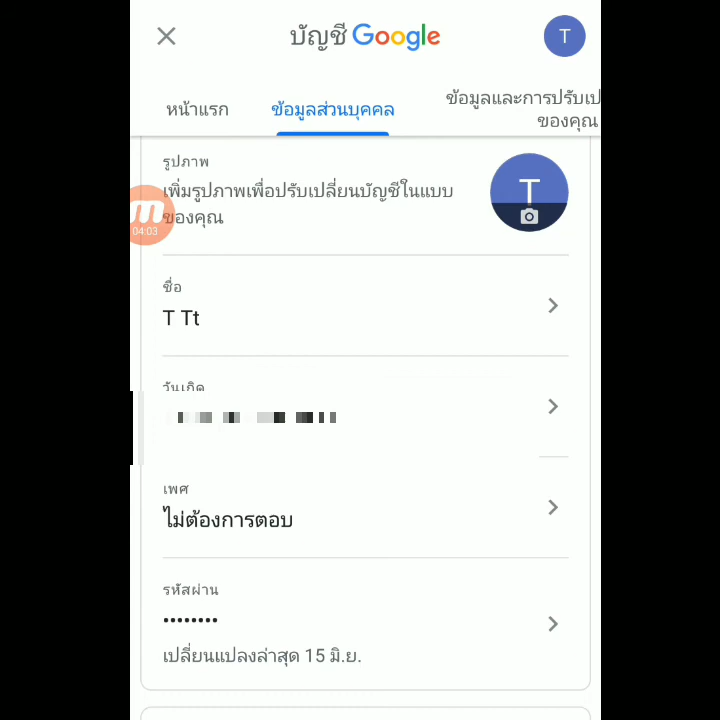 บัญชี Google
T
หน้าแรก
ข้อมูลส่วนบุคคล
ข้อมูลและการปรับเป
ของคุณ
รูปภาพ
เพิ่มรูปภาพเพื่อปรับเปลี่ยนบัญชีในแบบ
ของคุณ
T
04:03
ชื่อ
T Tt
วันเกิด
เพศ
ไม่ต้องการตอบ
รหัสผ่าน
••••••••
เปลี่ยนแปลงล่าสุด 15 มิ.ย.